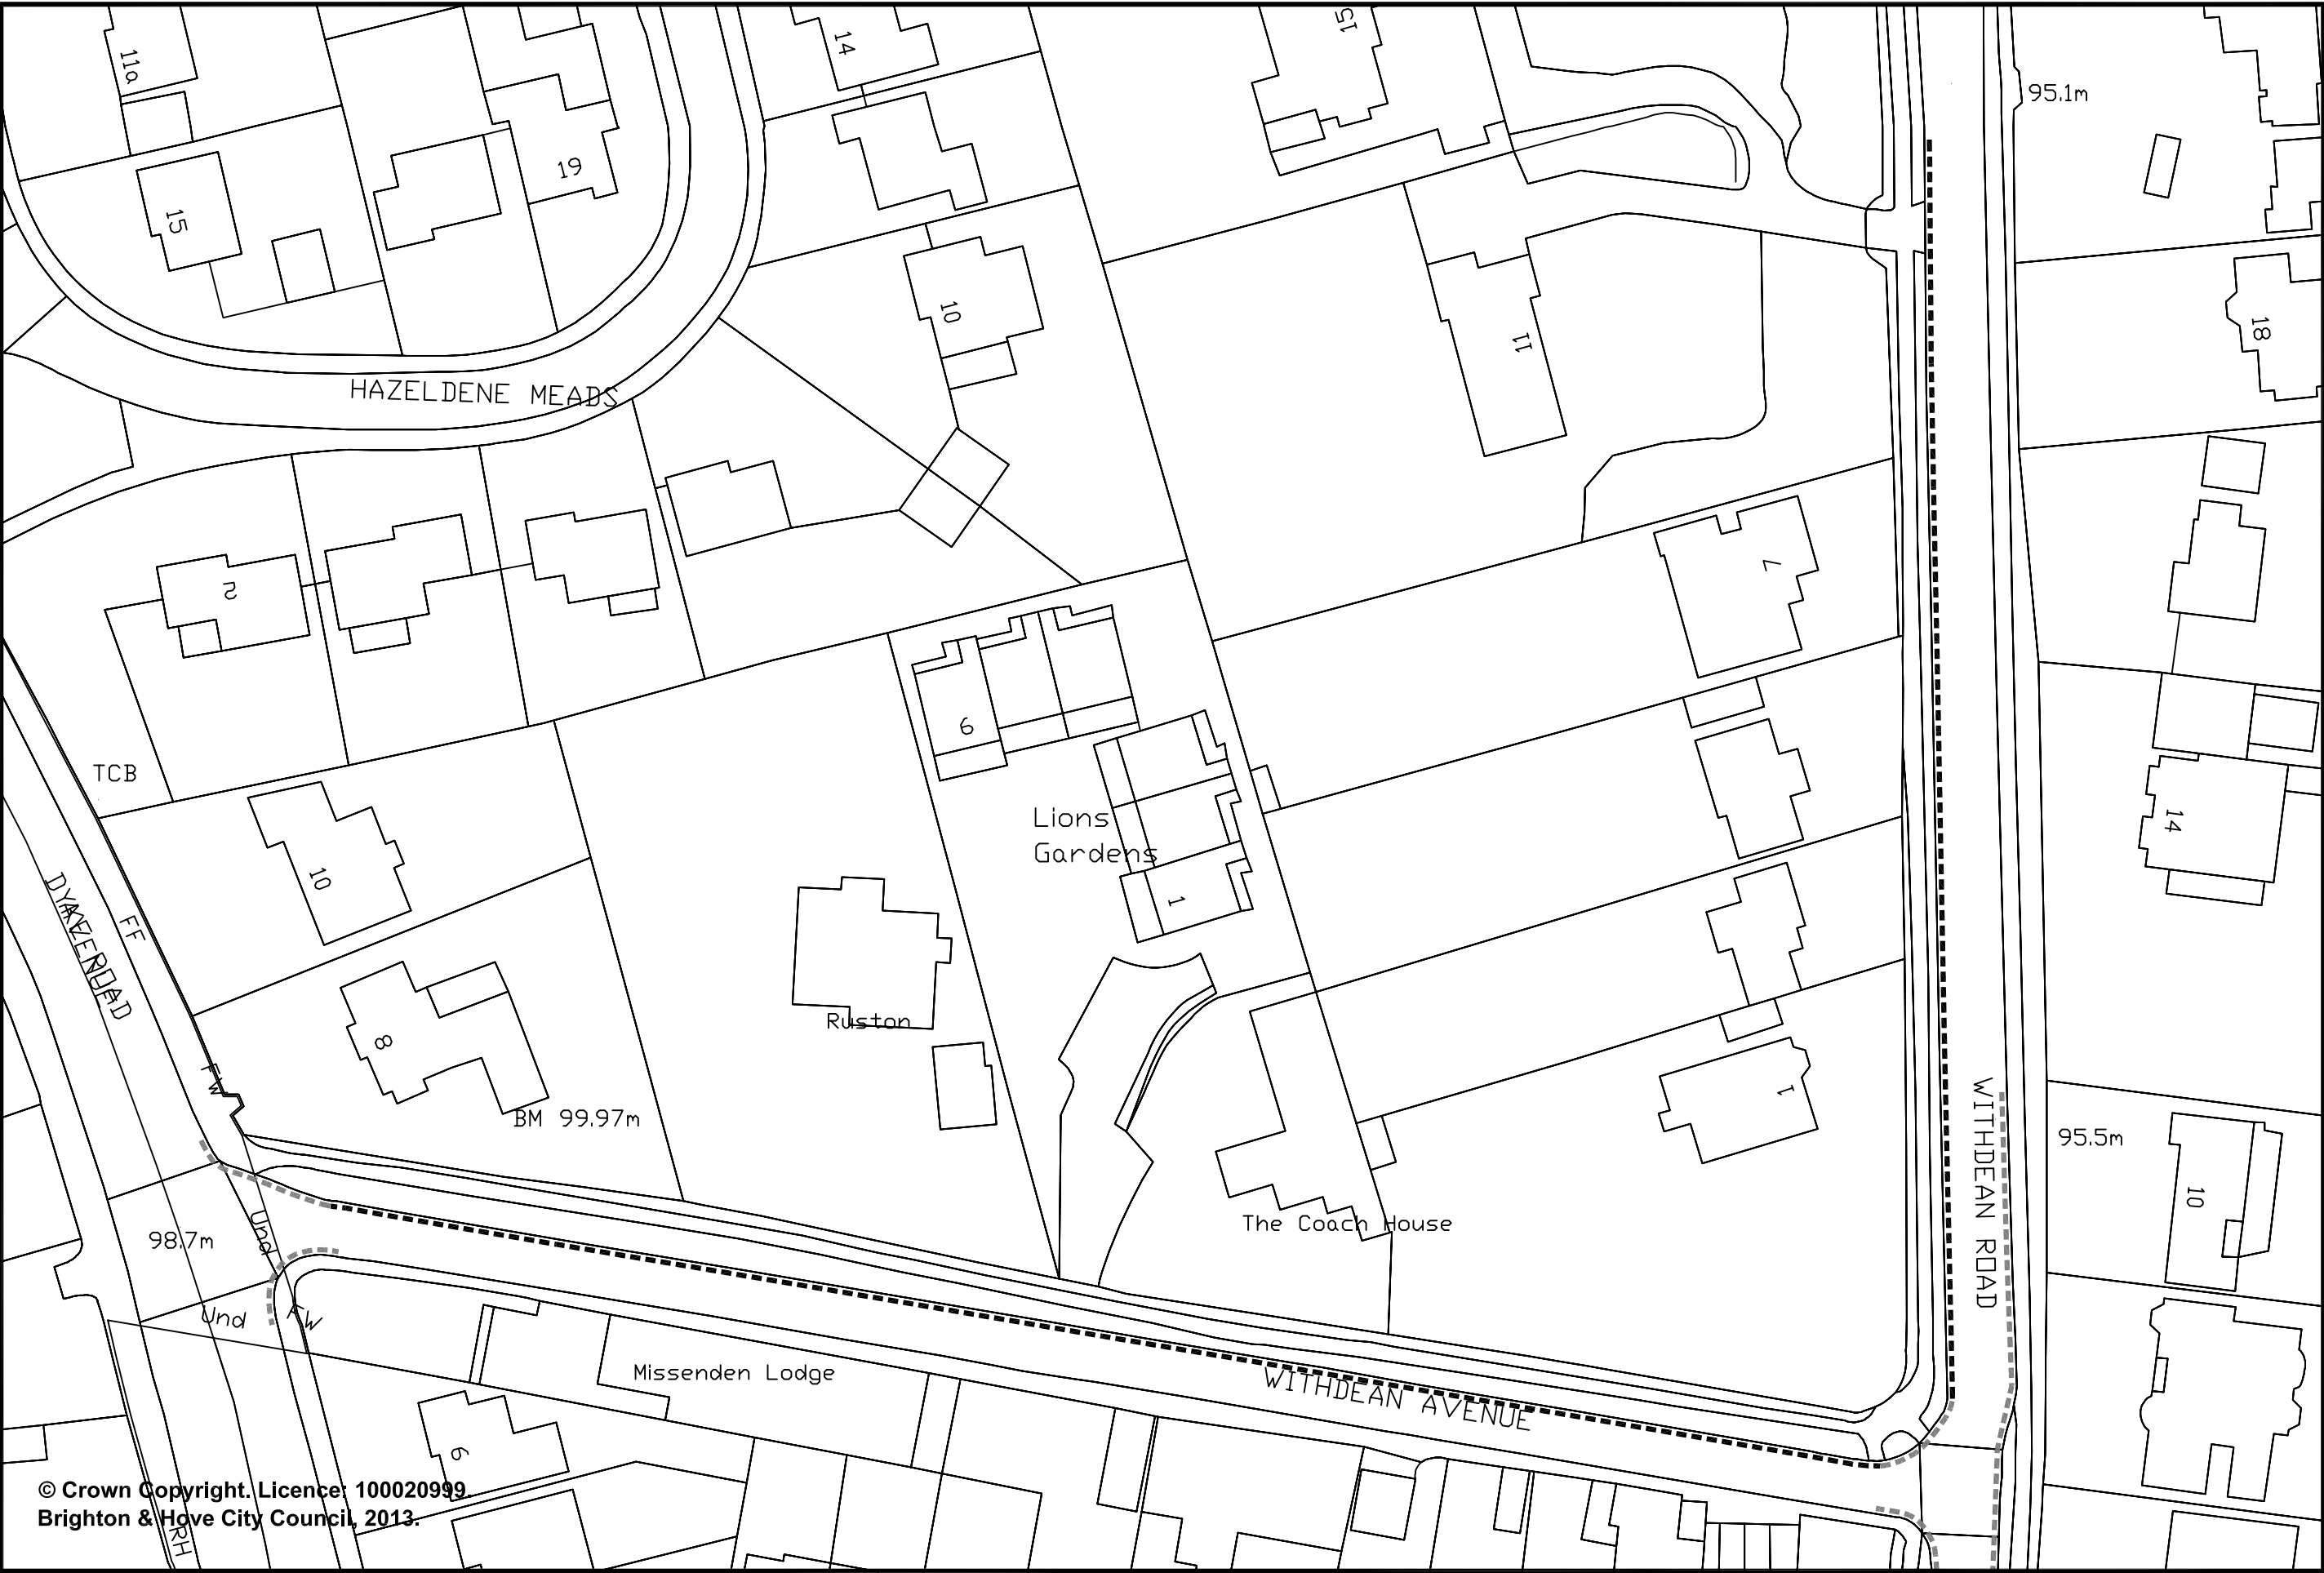 11a
14
15
95.1m
19
15
10
11
18
HAZELDENE MEADS
2
7
6
TCB
Lions
Gardens
14
10
1
FF
DYKE ROAD
Ruston
8
FW
BM 99.97m
1
WITHDEAN ROAD
95.5m
10
The Coach House
98.7m
Und
Und
FW
Missenden Lodge
WITHDEAN AVENUE
6
© Crown Copyright. Licence: 100020999.
Brighton & Hove City Council, 2013.
RH